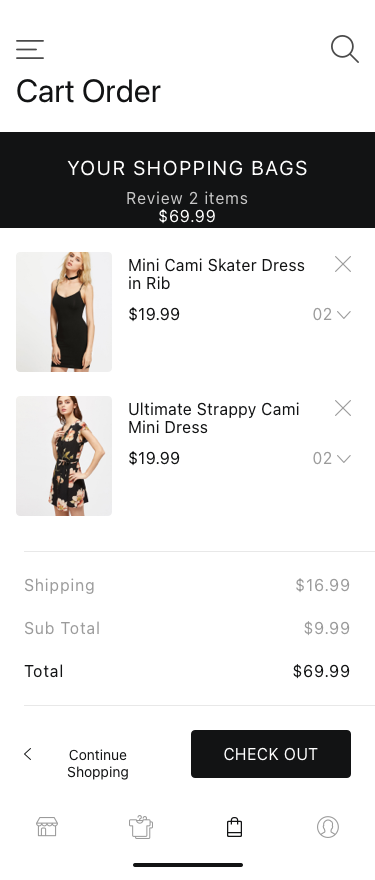 Cart Order
YOUR SHOPPING BAGS
Review 2 items
$69.99
Mini Cami Skater Dress
in Rib
$19.99
02
Ultimate Strappy Cami
Mini Dress
$19.99
02
Shipping
$16.99
Sub Total
$9.99
Total
$69.99
Continue
Shopping
CHECK OUT